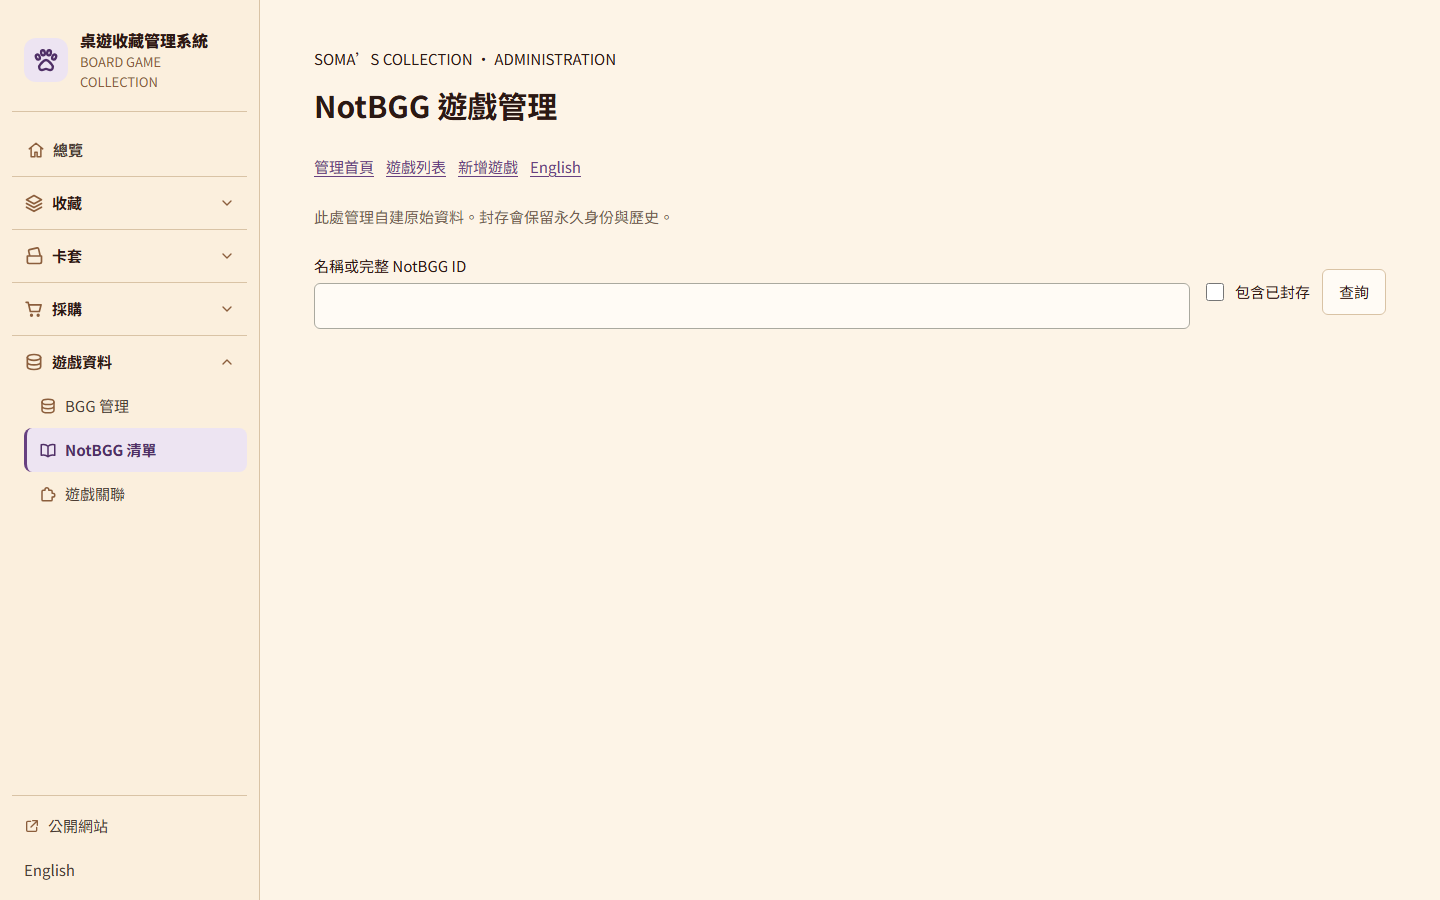 桌遊收藏管理系統
BOARD GAME
COLLECTION
總覽
收藏
卡套
採購
遊戲資料
BGG 管理
NotBGG 清單
遊戲關聯
公開網站
English
SOMA’S COLLECTION・ADMINISTRATION
NotBGG 遊戲管理
管理首頁 遊戲列表 新增遊戲 English
此處管理自建原始資料。封存會保留永久身份與歷史。
名稱或完整 NotBGG ID
包含已封存 查詢